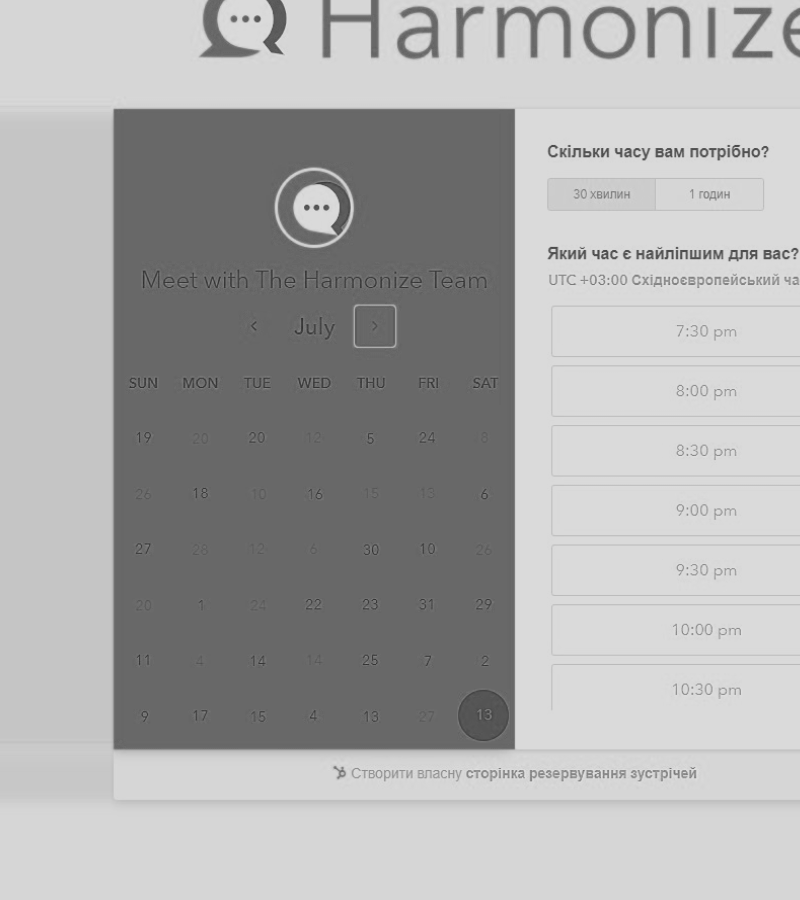 Harmonize
Meet with The Harmonize Team
July
SUN MON TUE WED THU FRI SAT
19 20 20 12 5 24 8
26 18 10 16 15 13 6
27 28 12 6 30 10 26
20 1 24 22 23 31 29
11 4 14 14 25 7 2
9 17 15 4 13 27 13
Скільки часу вам потрібно?
30 хвилин 1 годин
Який час є найліпшим для вас?
UTC +03:00 Східноєвропейський ча
7:30 pm
8:00 pm
8:30 pm
9:00 pm
9:30 pm
10:00 pm
10:30 pm
Створити власну сторінка резервування зустрічей